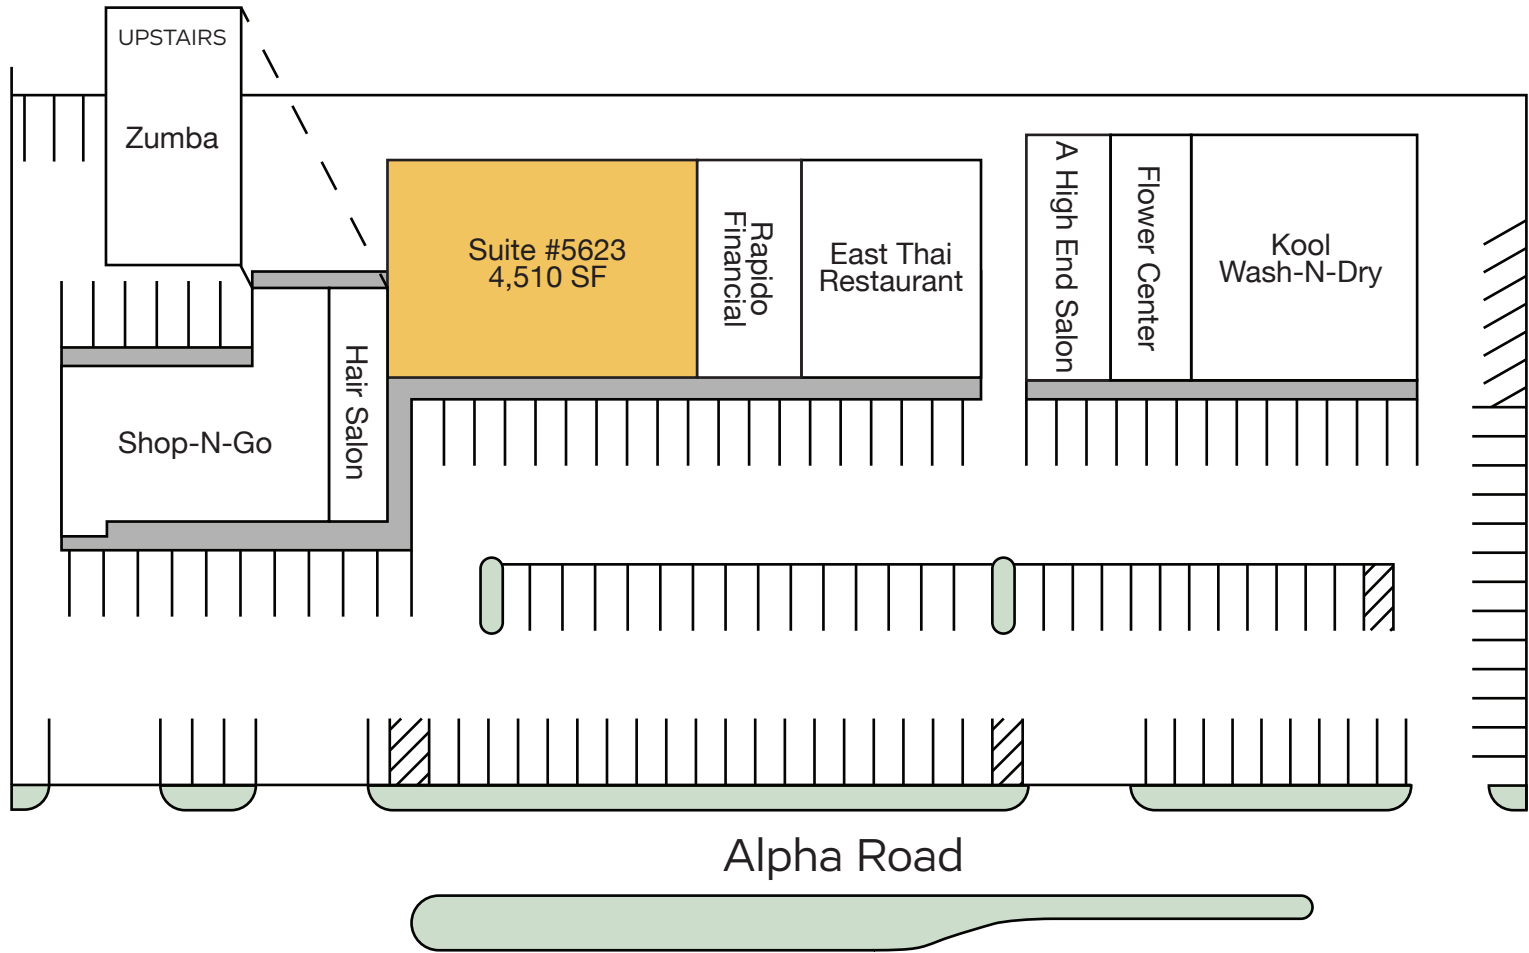 UPSTAIRS
Zumba
Suite #5623
4,510 SF
Rapido
Financial
East Thai
Restaurant
A High End Salon
Flower Center
Kool
Wash-N-Dry
Hair Salon
Shop-N-Go
Alpha Road